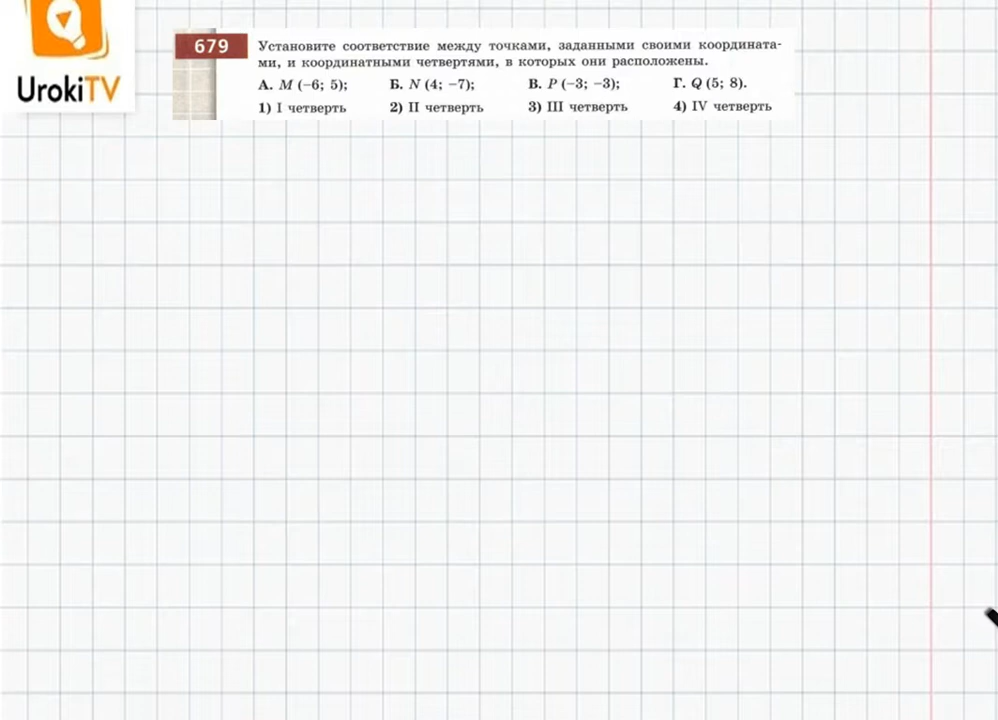 UrokiTV
679 Установите соответствие между точками, заданными своими координата-
ми, и координатными четвертями, в которых они расположены.
А. M (−6; 5); Б. N (4; −7); В. P (−3; −3); Г. Q (5; 8).
1) I четверть 2) II четверть 3) III четверть 4) IV четверть